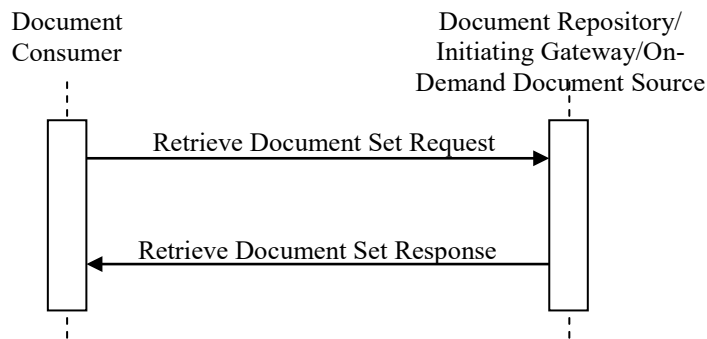 Document
Consumer
Document Repository/
Initiating Gateway/On-
Demand Document Source
Retrieve Document Set Request
Retrieve Document Set Response